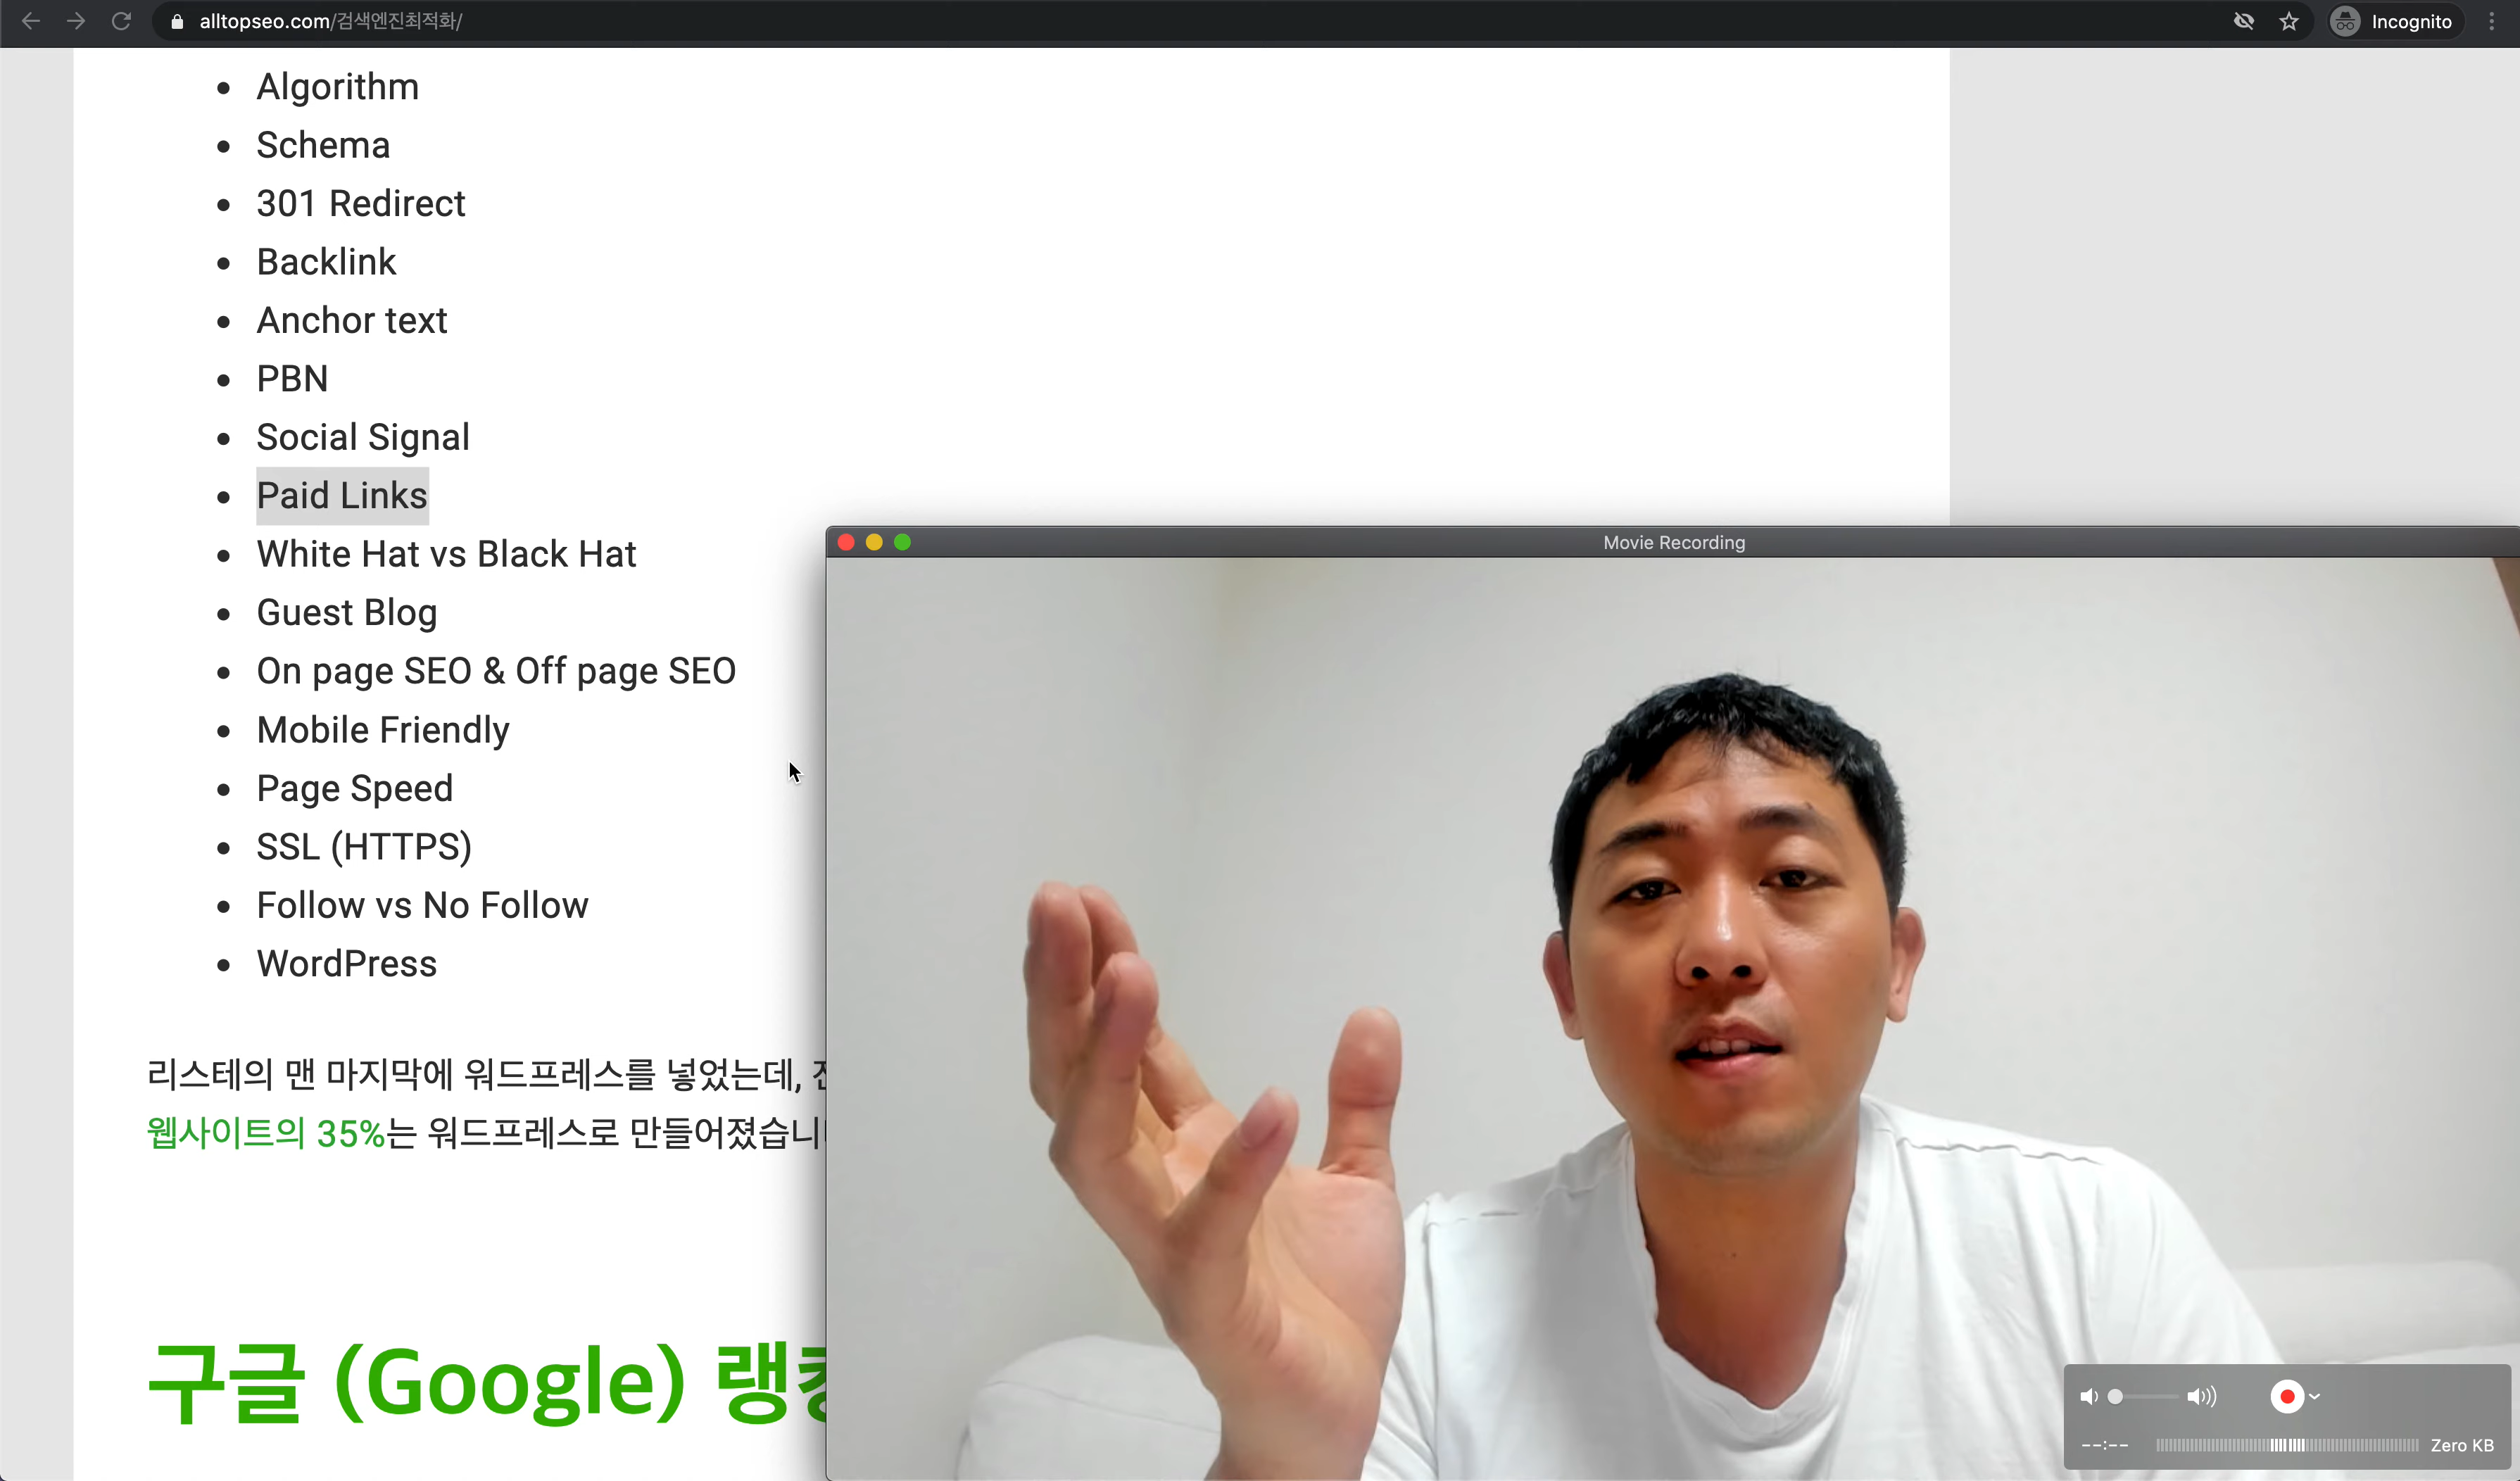 alltopseo.com/검색엔진최적화/
Incognito
Algorithm
Schema
301 Redirect
Backlink
Anchor text
PBN
Social Signal
Paid Links
White Hat vs Black Hat
Guest Blog
On page SEO & Off page SEO
Mobile Friendly
Page Speed
SSL (HTTPS)
Follow vs No Follow
WordPress
리스테의 맨 마지막에 워드프레스를 넣었는데,
웹사이트의 35%는 워드프레스로 만들어졌습니
구글 (Google)
Movie Recording
--:--
Zero KB